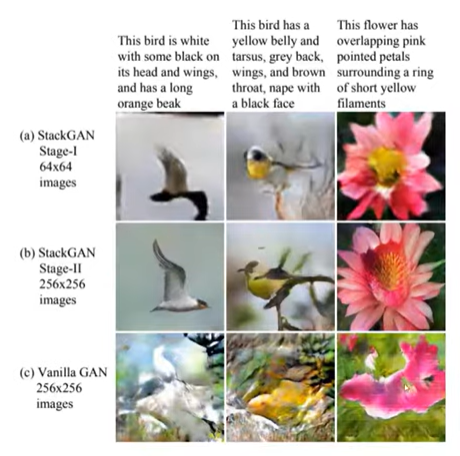 This bird is white
with some black on
its head and wings,
and has a long
orange beak
This bird has a
yellow belly and
tarsus, grey back,
wings, and brown
throat, nape with
a black face
This flower has
overlapping pink
pointed petals
surrounding a ring
of short yellow
filaments
(a) StackGAN
Stage-I
64x64
images
(b) StackGAN
Stage-II
256x256
images
(c) Vanilla GAN
256x256
images